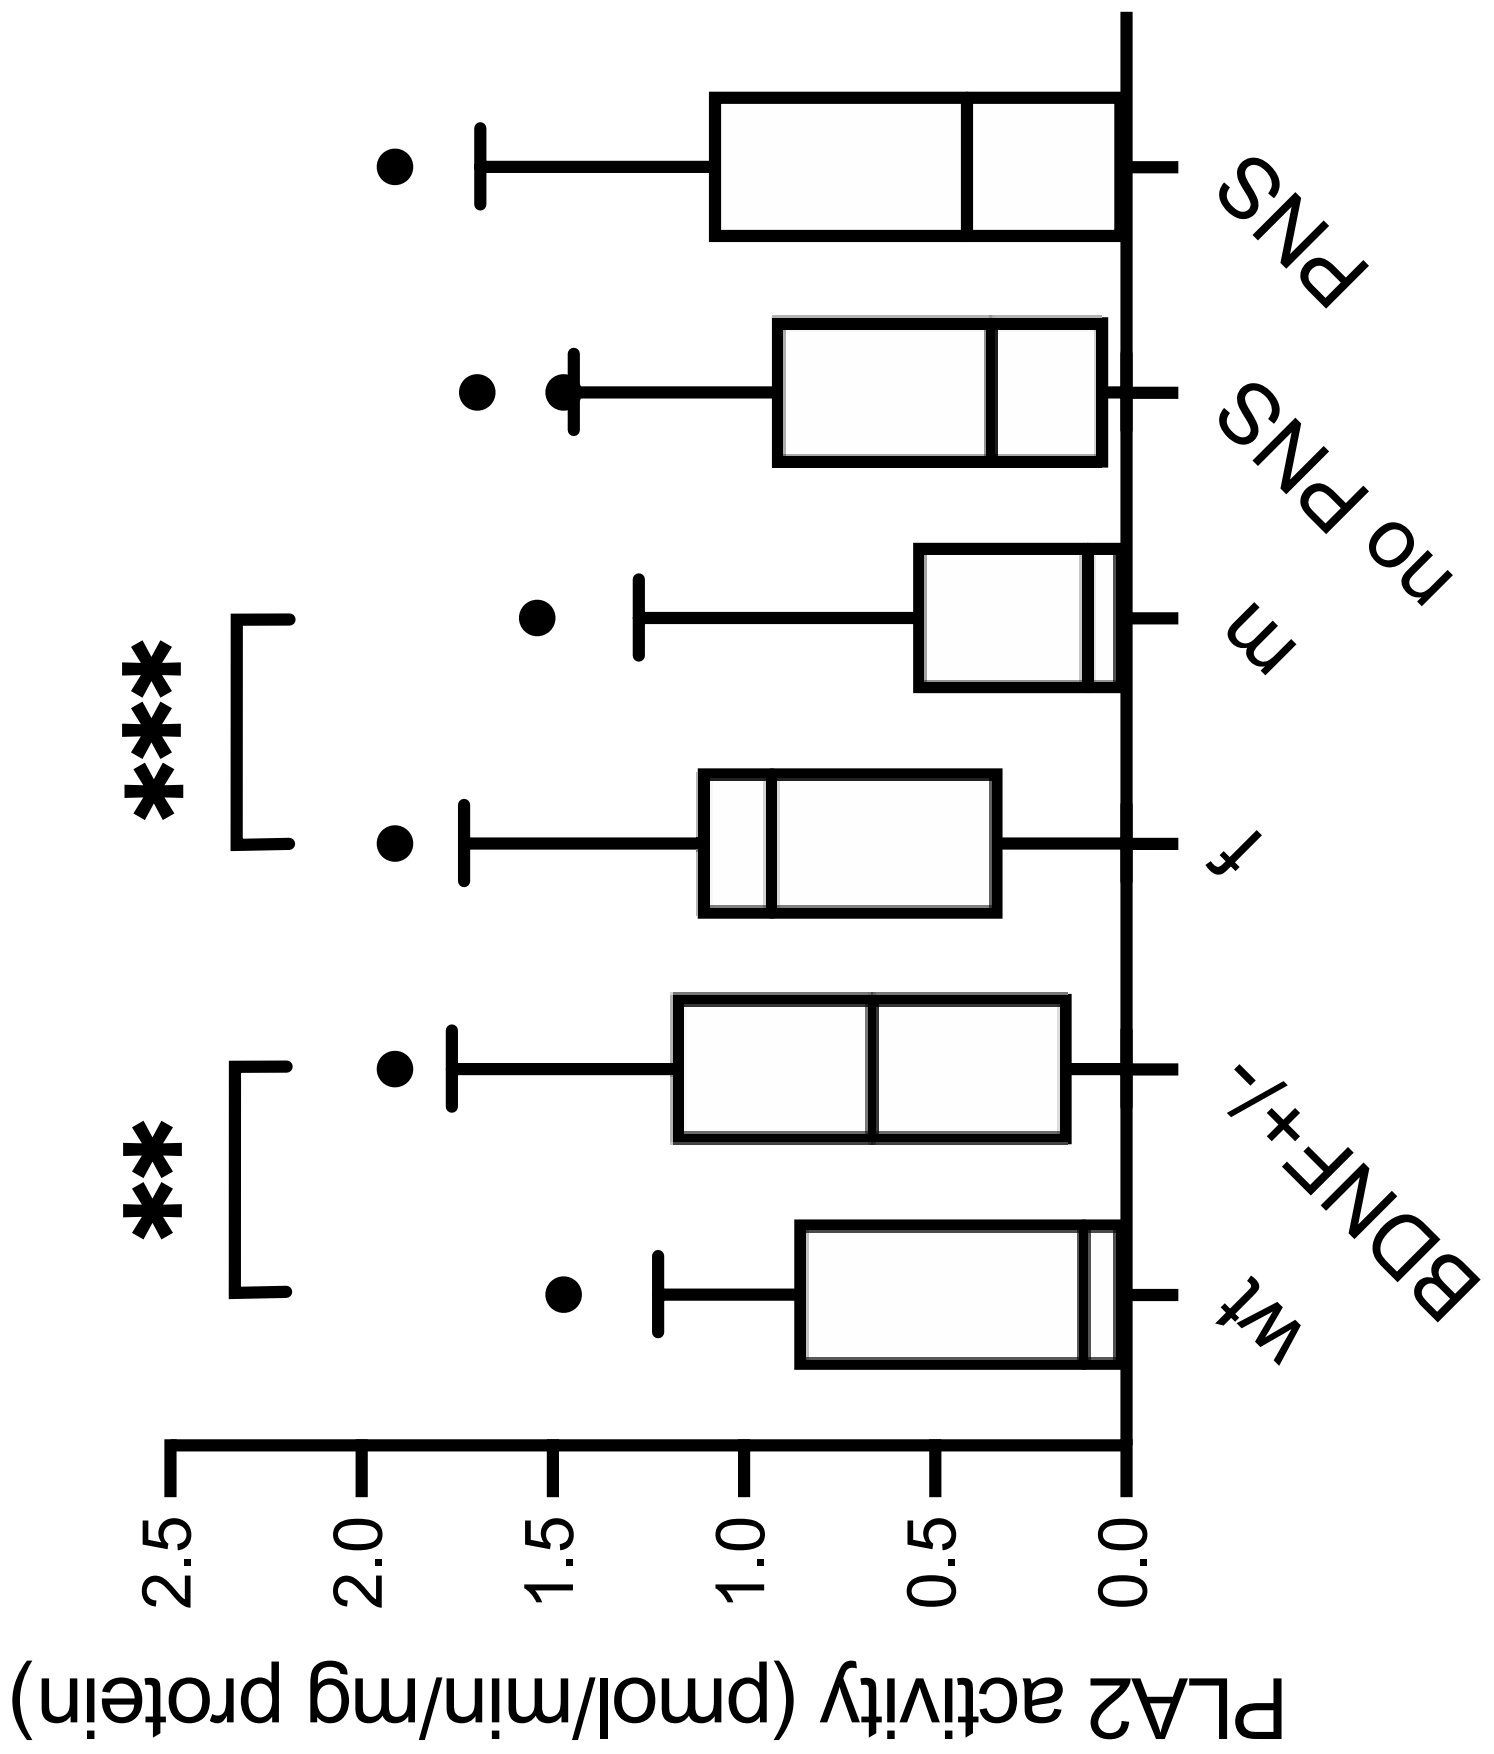 **
***
PLA2 activity (pmol/min/mg protein)
2.5
2.0
1.5
1.0
0.5
0.0
wt
BDNF+/-
f
m
no PNS
PNS